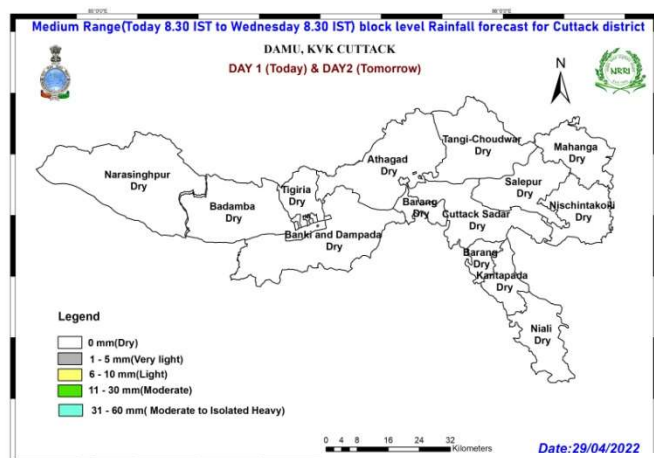 Medium Range(Today 8.30 IST to Wednesday 8.30 IST) block level Rainfall forecast for Cuttack district
DAMU, KVK CUTTACK
DAY 1 (Today) & DAY2 (Tomorrow)
N
NRRI
Tangi-Choudwar
Dry
Mahanga
Dry
Athagad
Dry
Narasinghpur
Dry
Salepur
Dry
Tigiria
Dry
Badamba
Dry
Barang
Dry
Nischintakoili
Dry
Cuttack Sadar
Dry
Banki and Dampada
Dry
Barang
Dry
Kantapada
Dry
Niali
Dry
Legend
0 mm(Dry)
1 - 5 mm(Very light)
6 - 10 mm(Light)
11 - 30 mm(Moderate)
31 - 60 mm( Moderate to Isolated Heavy)
0 4 8 16 24 32
Kilometers
Date:29/04/2022